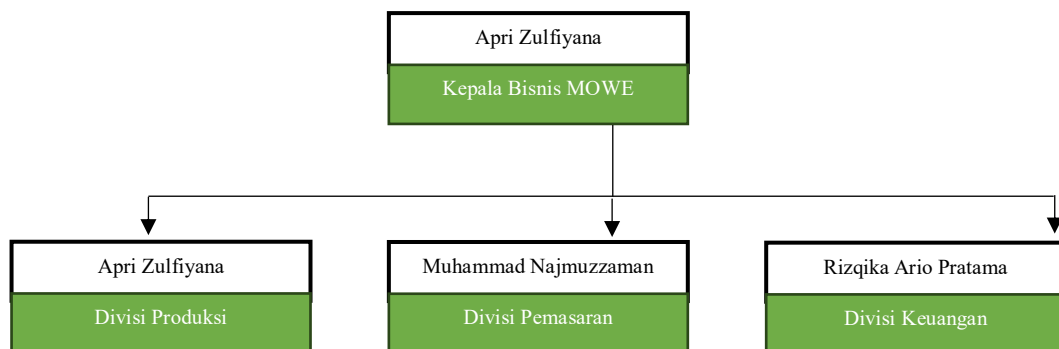 Apri Zulfiyana
Kepala Bisnis MOWE
Apri Zulfiyana
Divisi Produksi
Muhammad Najmuzzaman
Divisi Pemasaran
Rizqika Ario Pratama
Divisi Keuangan